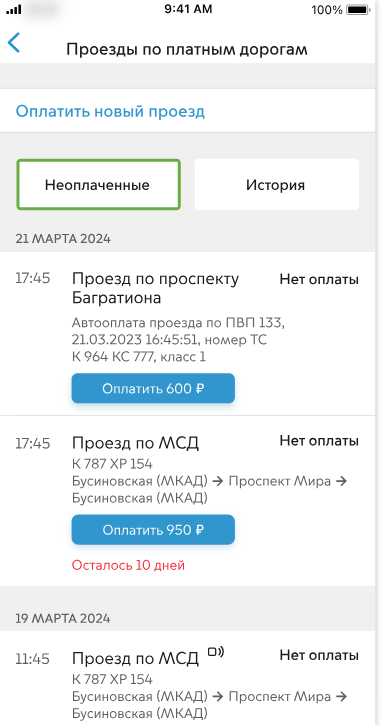 9:41 AM
100%
Проезды по платным дорогам
Оплатить новый проезд
Неоплаченные
История
21 МАРТА 2024
17:45
Проезд по проспекту
Багратиона
Нет оплаты
Автооплата проезда по ПВП 133,
21.03.2023 16:45:51, номер ТС
К 964 КС 777, класс 1
Оплатить 600 ₽
17:45
Проезд по МСД
Нет оплаты
К 787 ХР 154
Бусиновская (МКАД) → Проспект Мира →
Бусиновская (МКАД)
Оплатить 950 ₽
Осталось 10 дней
19 МАРТА 2024
11:45
Проезд по МСД
Нет оплаты
К 787 ХР 154
Бусиновская (МКАД) → Проспект Мира →
Бусиновская (МКАД)